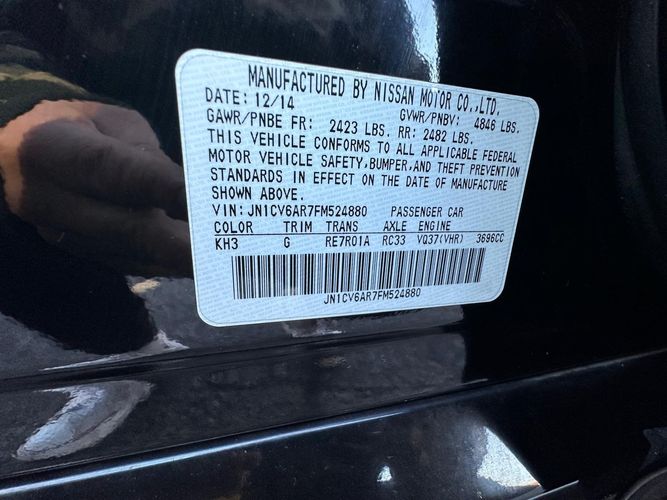 MANUFACTURED BY NISSAN MOTOR CO.,LTD.
DATE: 12/14 GVWR/PNBV: 4846 LBS.
GAWR/PNBE FR: 2423 LBS. RR: 2482 LBS.
THIS VEHICLE CONFORMS TO ALL APPLICABLE FEDERAL
MOTOR VEHICLE SAFETY,BUMPER,AND THEFT PREVENTION
STANDARDS IN EFFECT ON THE DATE OF MANUFACTURE
SHOWN ABOVE.
VIN: JN1CV6AR7FM524880 PASSENGER CAR
COLOR TRIM TRANS AXLE ENGINE
KH3 G RE7R01A RC33 VQ37(VHR) 3696CC
JN1CV6AR7FM524880